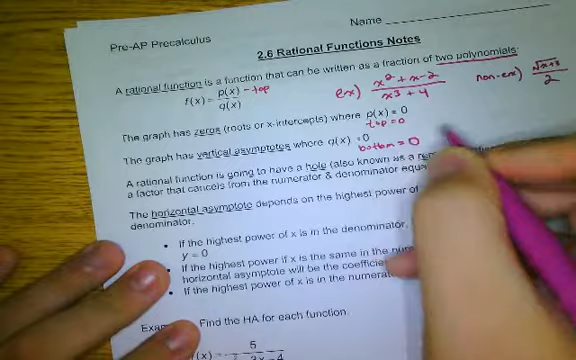 Name
Pre-AP Precalculus
2.6 Rational Functions Notes
A rational function is a function that can be written as a fraction of two polynomials.
f(x) = p(x)/q(x) - top
ex) x² + x - 2 / x3 + 4
non-ex) √x+3 / 2
The graph has zeros (roots or x-intercepts) where p(x) = 0
top = 0
The graph has vertical asymptotes where q(x) = 0
bottom = 0
A rational function is going to have a hole (also known as a
a factor that cancels from the numerator & denominator
The horizontal asymptote depends on the highest power of
denominator.
• If the highest power of x is in the denominator,
y = 0
• If the highest power if x is the same in the
horizontal asymptote will be the
• If the highest power of x is in the
Find the HA for each function.
5